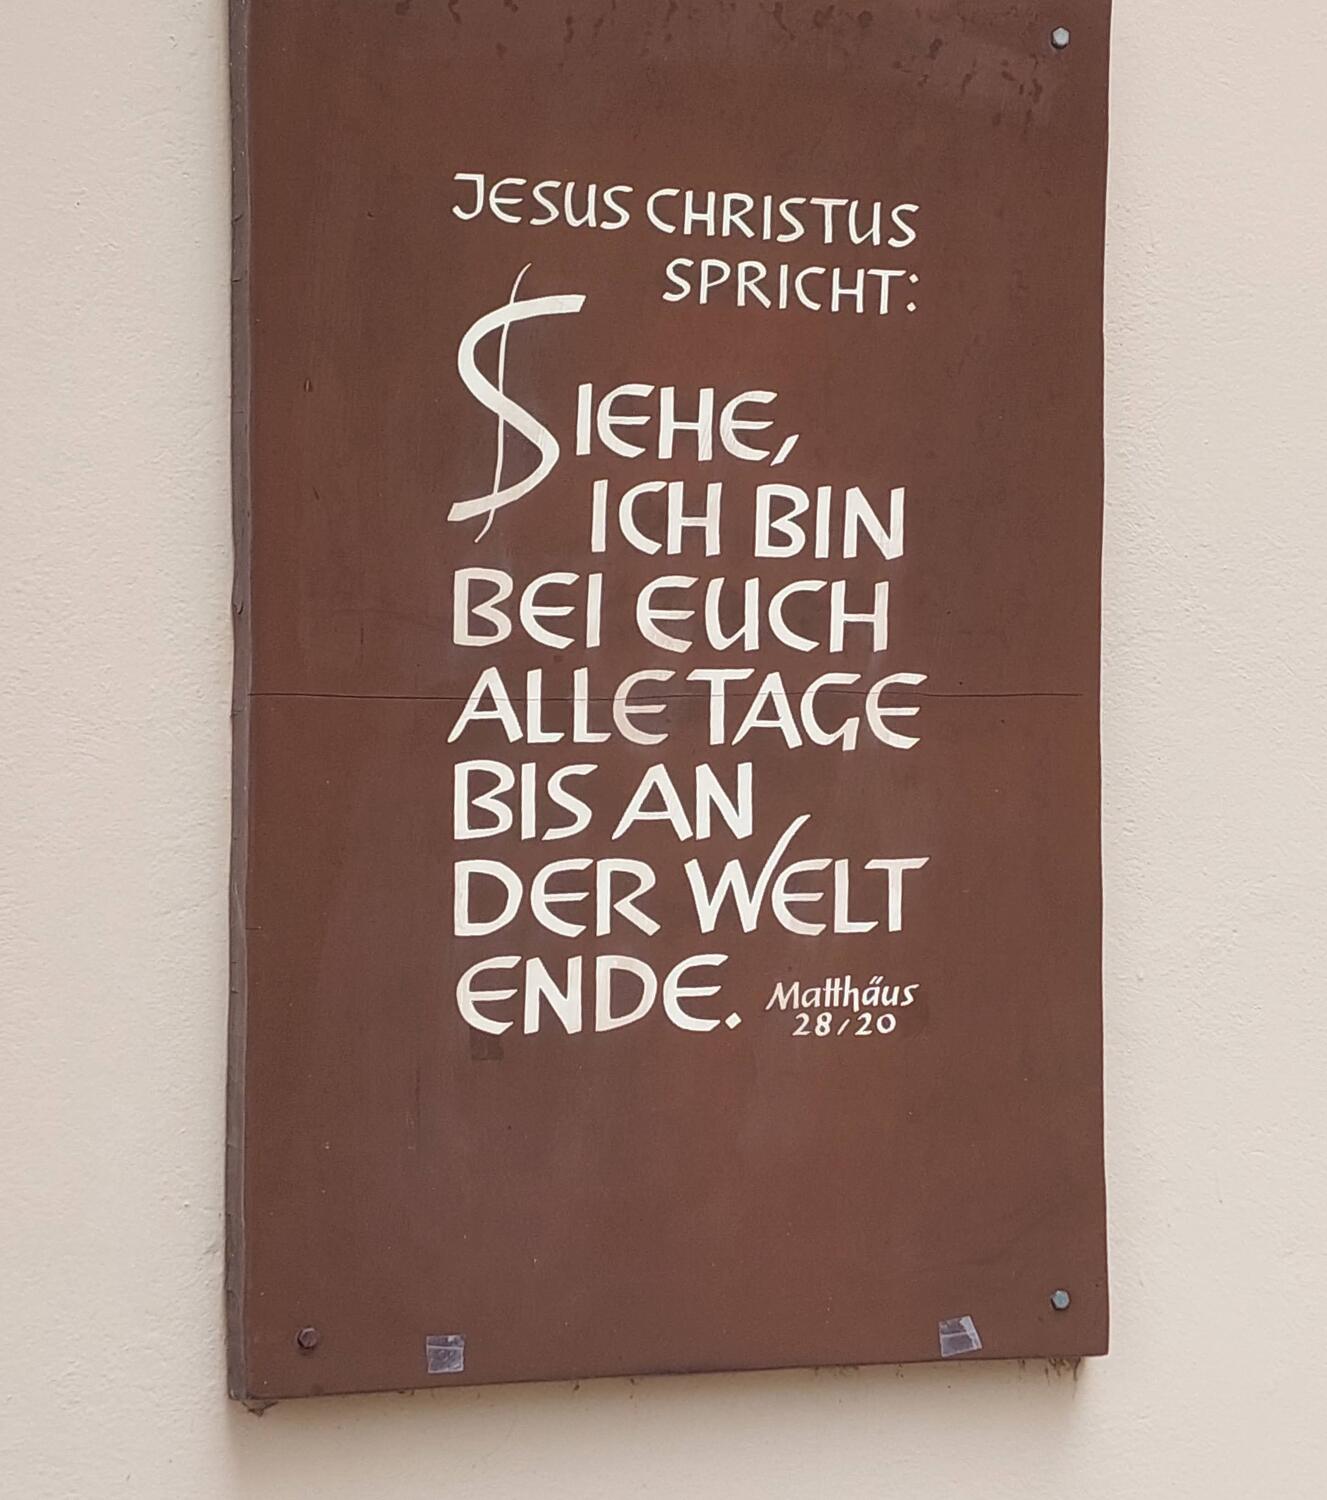 JESUS CHRISTUS
SPRICHT:
SIEHE,
ICH BIN
BEI EUCH
ALLE TAGE
BIS AN
DER WELT
ENDE. Matthäus
28/20